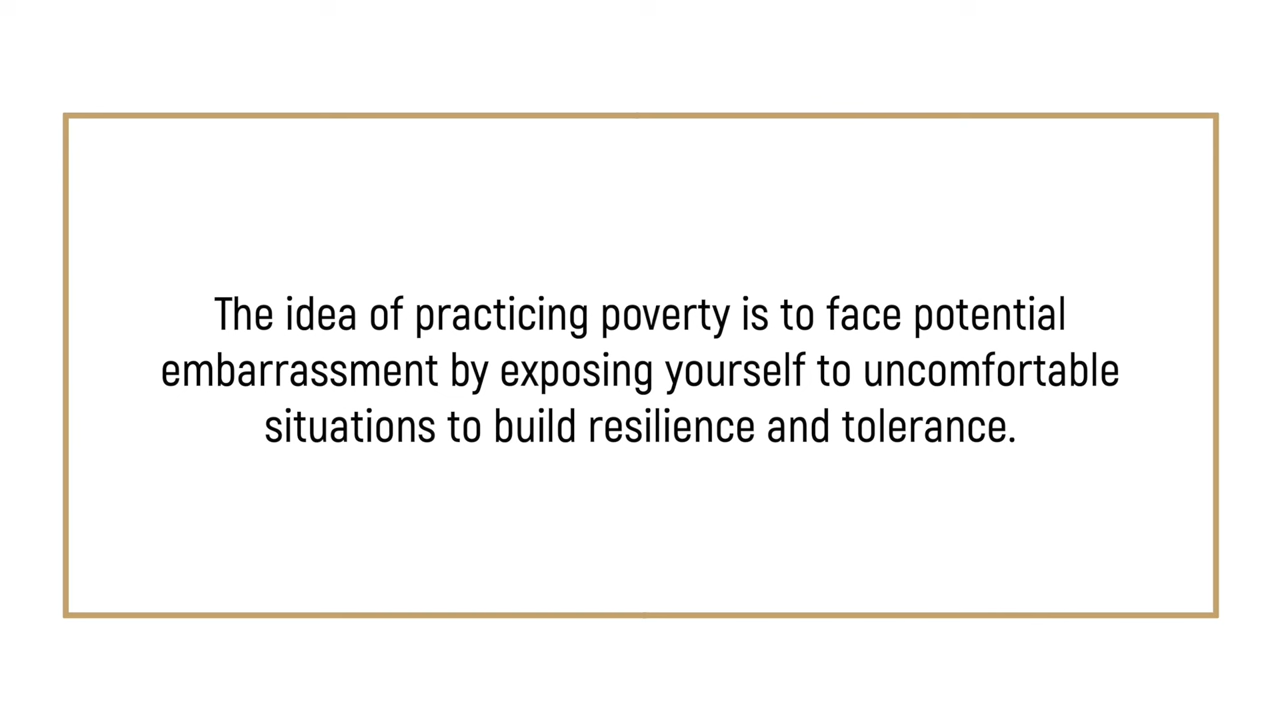 The idea of practicing poverty is to face potential
embarrassment by exposing yourself to uncomfortable
situations to build resilience and tolerance.